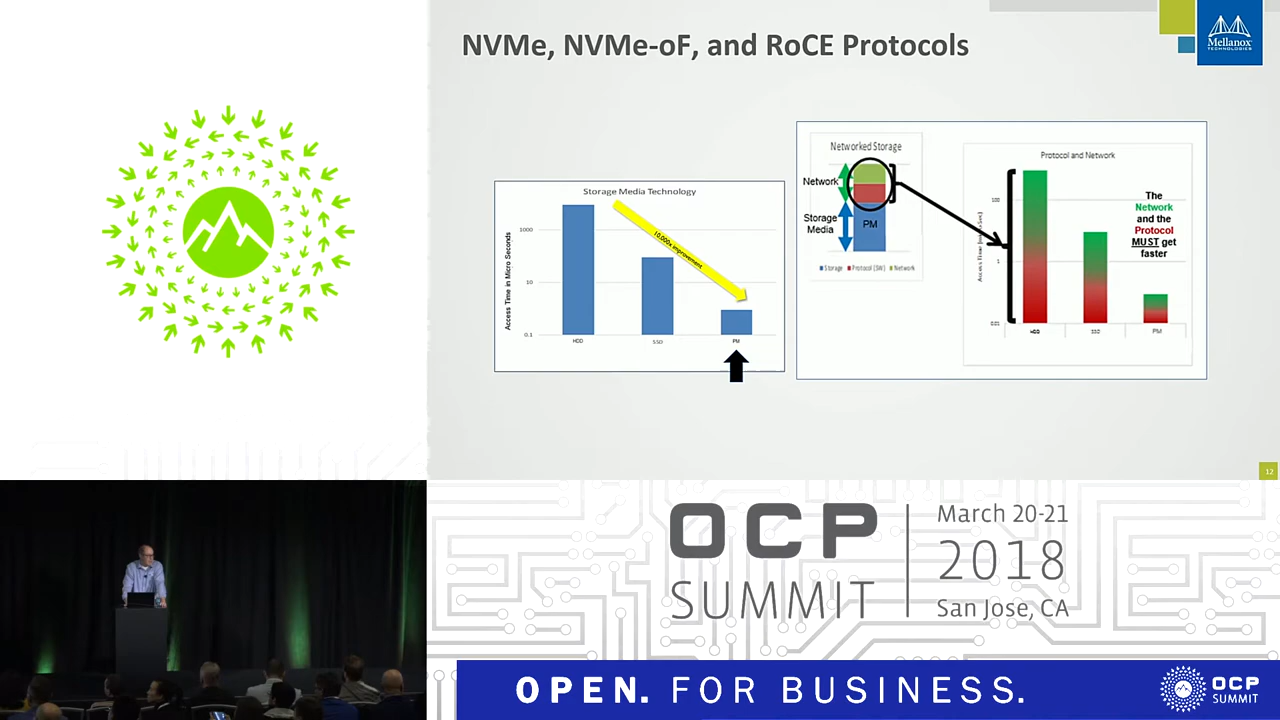 NVMe, NVMe-oF, and RoCE Protocols
Mellanox
TECHNOLOGIES
Storage Media Technology
Access Time in Micro Seconds
1000
10
0.1
10,000x improvement
HDD
SSD
PM
Networked Storage
Network
Storage
Media
PM
Storage
Protocol (SW)
Network
Protocol and Network
100
1
0.01
HDD
SSD
PM
The
Network
and the
Protocol
MUST get
faster
12
OCP
SUMMIT
March 20-21
2018
San Jose, CA
OPEN. FOR BUSINESS.
OCP
SUMMIT